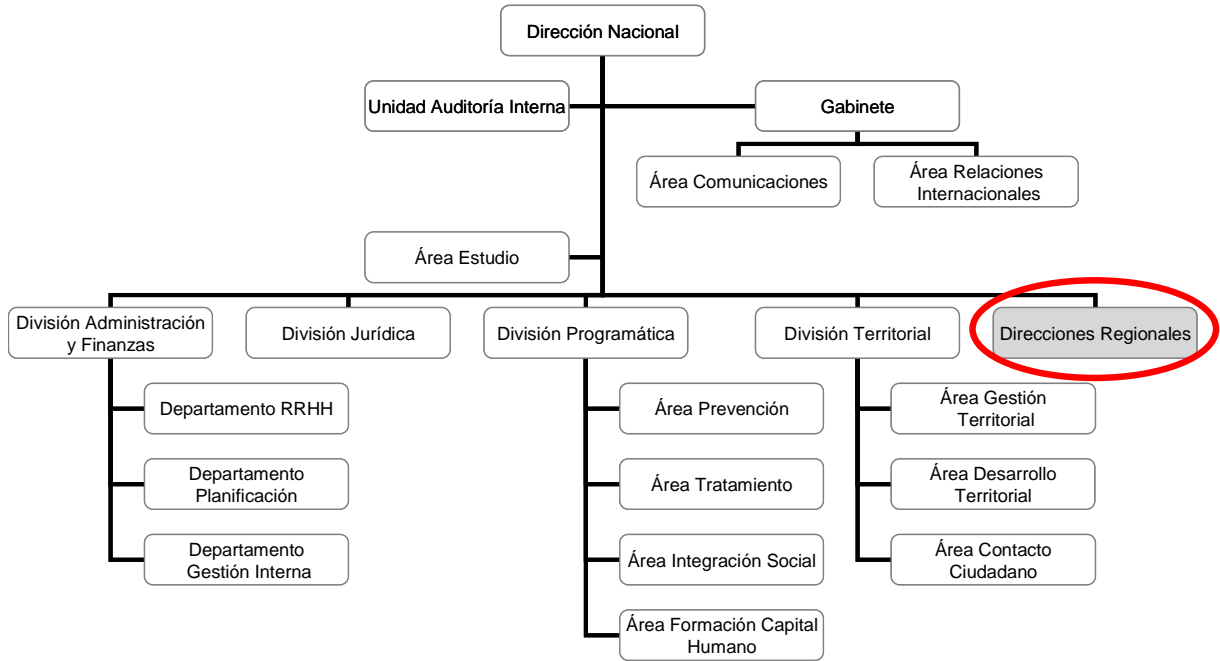 Dirección Nacional
Unidad Auditoría Interna
Gabinete
Área Comunicaciones
Área Relaciones
Internacionales
Área Estudio
División Administración
y Finanzas
División Jurídica
División Programática
División Territorial
Direcciones Regionales
Departamento RRHH
Departamento
Planificación
Departamento
Gestión Interna
Área Prevención
Área Tratamiento
Área Integración Social
Área Formación Capital
Humano
Área Gestión
Territorial
Área Desarrollo
Territorial
Área Contacto
Ciudadano